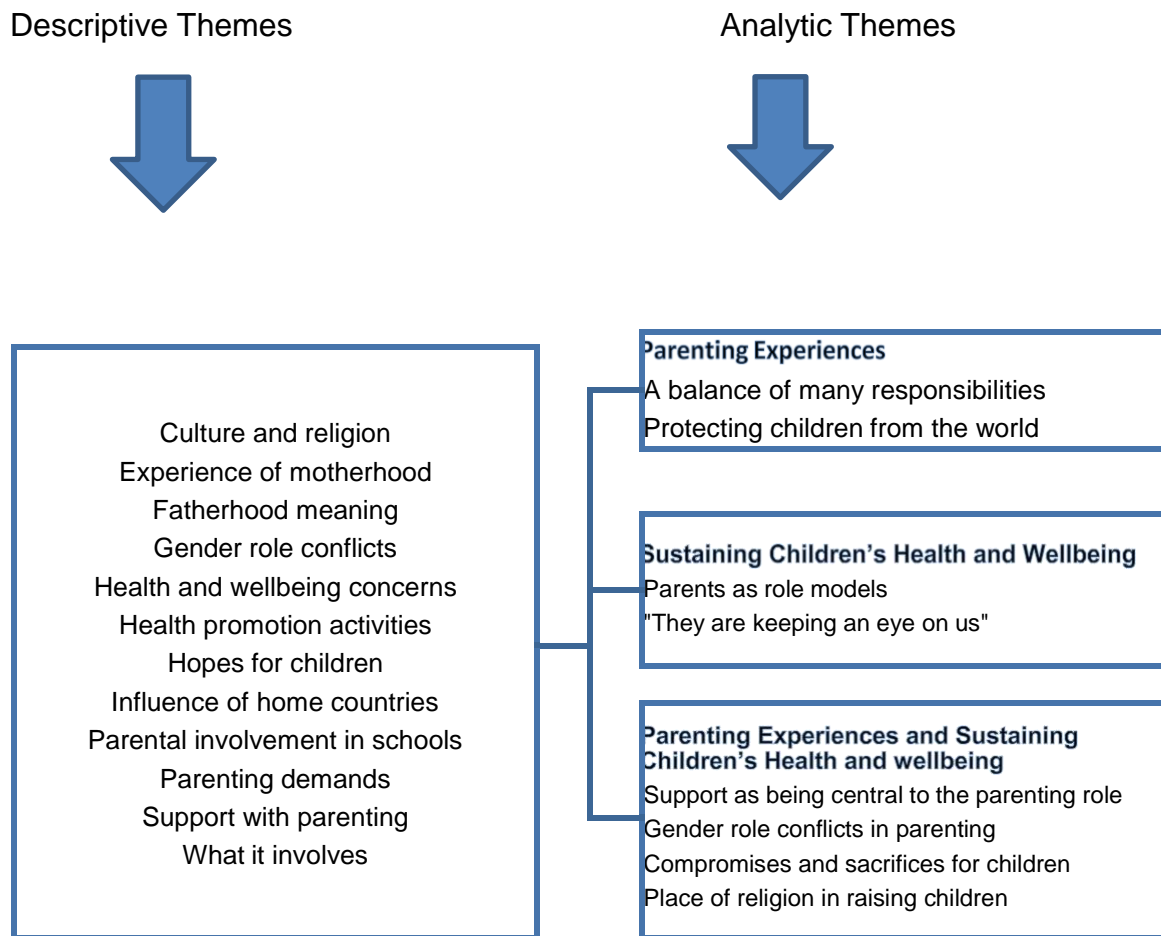 Descriptive Themes
Analytic Themes
Culture and religion
Experience of motherhood
Fatherhood meaning
Gender role conflicts
Health and wellbeing concerns
Health promotion activities
Hopes for children
Influence of home countries
Parental involvement in schools
Parenting demands
Support with parenting
What it involves
Parenting Experiences
A balance of many responsibilities
Protecting children from the world
Sustaining Children's Health and Wellbeing
Parents as role models
"They are keeping an eye on us"
Parenting Experiences and Sustaining
Children's Health and wellbeing
Support as being central to the parenting role
Gender role conflicts in parenting
Compromises and sacrifices for children
Place of religion in raising children